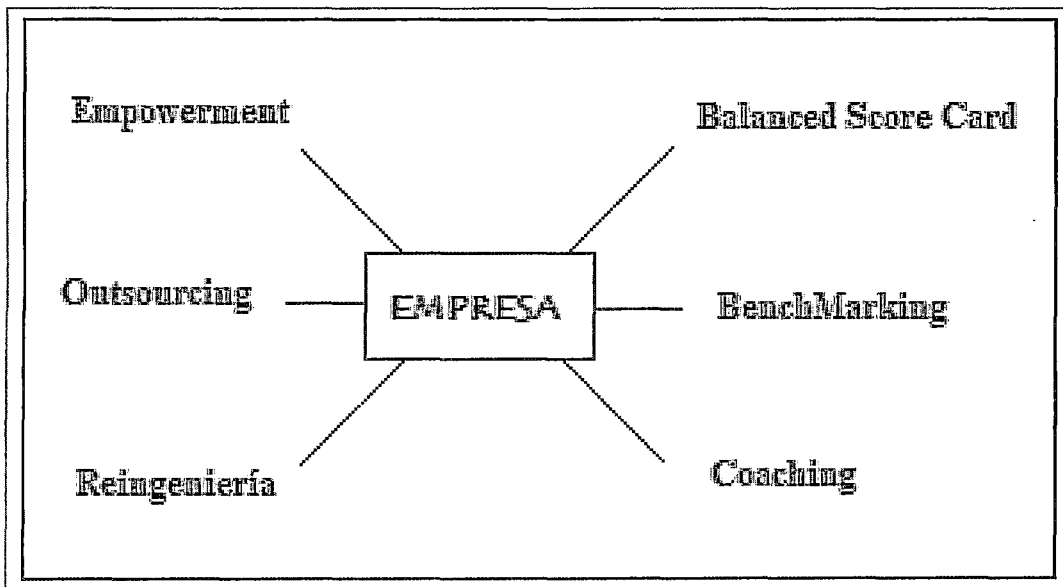 Empowerment
Balanced Score Card
Outsourcing
EMPRESA
BenchMarking
Reingeniería
Coaching